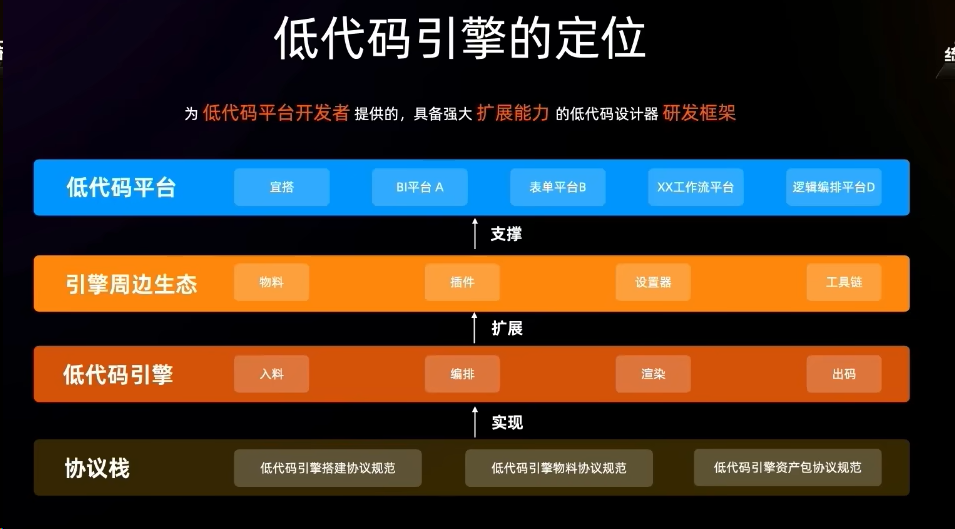 低代码引擎的定位
为 低代码平台开发者 提供的，具备强大 扩展能力 的低代码设计器 研发框架
低代码平台 宜搭 BI平台 A 表单平台B XX工作流平台 逻辑编排平台D
支撑
引擎周边生态 物料 插件 设置器 工具链
扩展
低代码引擎 入料 编排 渲染 出码
实现
协议栈 低代码引擎搭建协议规范 低代码引擎物料协议规范 低代码引擎资产包协议规范